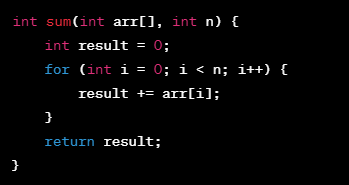 int sum(int arr[], int n) {
    int result = 0;
    for (int i = 0; i < n; i++) {
        result += arr[i];
    }
    return result;
}